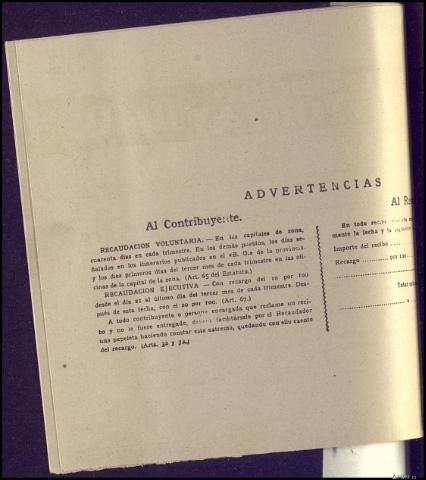 ADVERTENCIAS
Al Contribuyente.
RECAUDACION VOLUNTARIA. — En las capitales de zona,
cuarenta días en cada trimestre. En los demás pueblos, los días se-
ñalados en los itinerarios publicados en el «B. O.» de la provincia.
y los diez primeros días del tercer mes de cada trimestre en las ofi-
cinas de la capital de la zona. (Art. 65 del Estatuto.)
RECAUDACION EJECUTIVA — Con recargo del 10 por 100
desde el día 21 al último día del tercer mes de cada trimestre. Des-
pués de esta fecha, con el 20 por 100. (Art. 67.)
A todo contribuyente o persona encargada que reclame un reci-
bo y no le fuere entregado, deberá facilitársele por el Recaudador
una papeleta haciendo constar este extremo, quedando con ello exento
del recargo. (Arts. 32 y 72.)
Al Re
En todo recibo
mente la fecha y la
Importe del recibo ....
Recargo .......... por 100.
Total
a